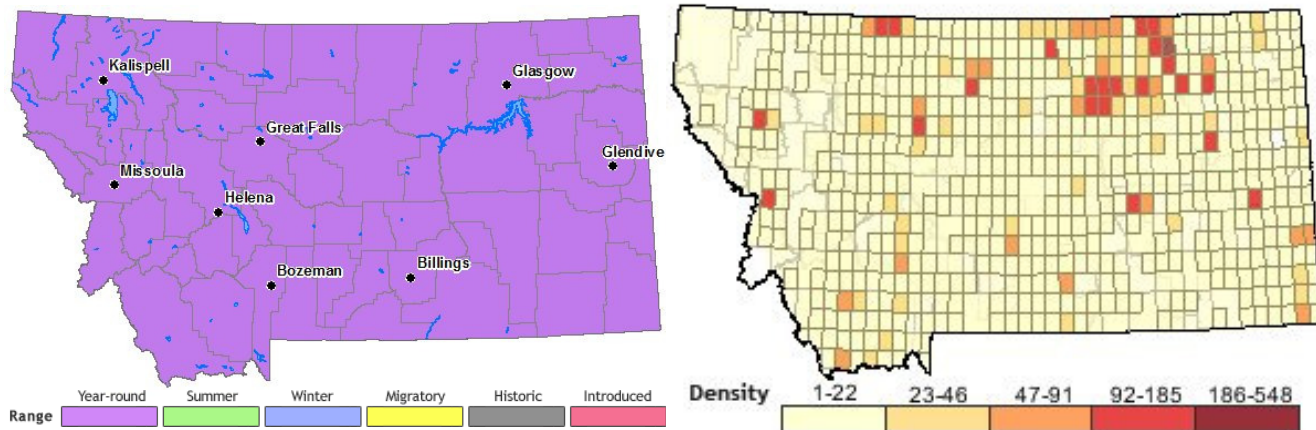 Kalispell
Glasgow
Great Falls
Glendive
Missoula
Helena
Bozeman
Billings
Range Year-round Summer Winter Migratory Historic Introduced
Density 1-22 23-46 47-91 92-185 186-548